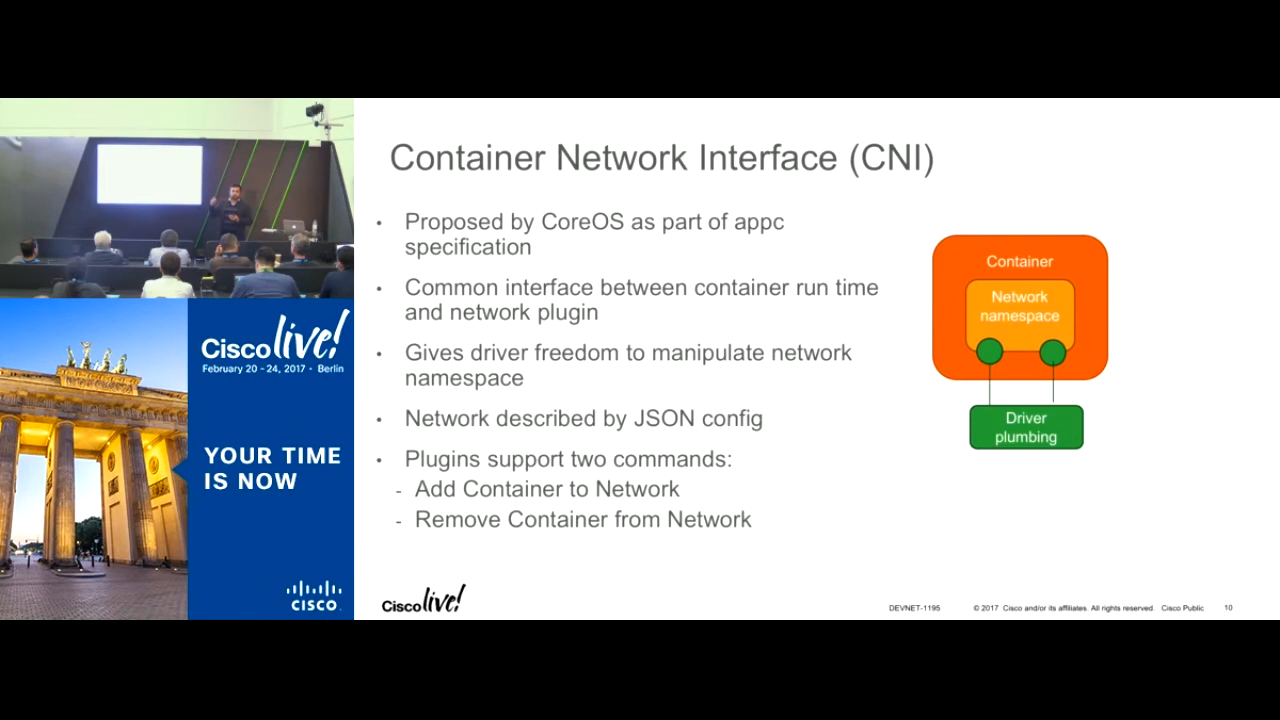 Cisco live!
February 20 - 24, 2017 • Berlin
YOUR TIME
IS NOW
CISCO
Container Network Interface (CNI)
• Proposed by CoreOS as part of appc
specification
• Common interface between container run time
and network plugin
• Gives driver freedom to manipulate network
namespace
• Network described by JSON config
• Plugins support two commands:
- Add Container to Network
- Remove Container from Network
Container
Network
namespace
Driver
plumbing
Cisco live!
DEVNET-1195 © 2017 Cisco and/or its affiliates. All rights reserved. Cisco Public 10